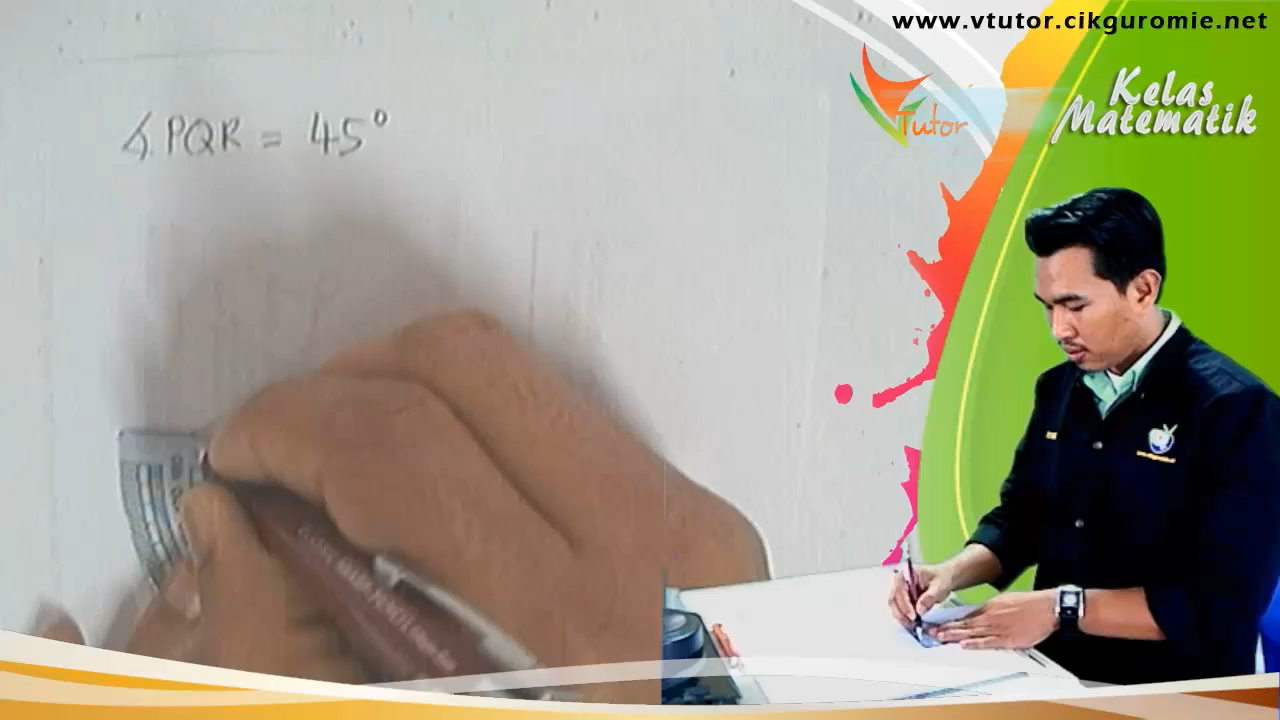 www.vtutor.cikguromie.net
Tutor
Kelas
Matematik
∡ PQR = 45°